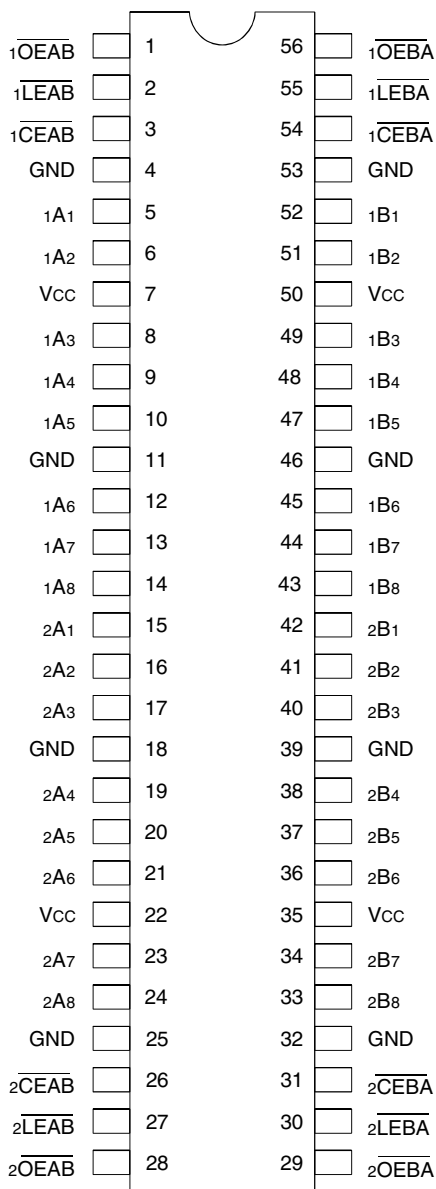 1OEAB 1 56 1OEBA
1LEAB 2 55 1LEBA
1CEAB 3 54 1CEBA
GND 4 53 GND
1A1 5 52 1B1
1A2 6 51 1B2
VCC 7 50 VCC
1A3 8 49 1B3
1A4 9 48 1B4
1A5 10 47 1B5
GND 11 46 GND
1A6 12 45 1B6
1A7 13 44 1B7
1A8 14 43 1B8
2A1 15 42 2B1
2A2 16 41 2B2
2A3 17 40 2B3
GND 18 39 GND
2A4 19 38 2B4
2A5 20 37 2B5
2A6 21 36 2B6
VCC 22 35 VCC
2A7 23 34 2B7
2A8 24 33 2B8
GND 25 32 GND
2CEAB 26 31 2CEBA
2LEAB 27 30 2LEBA
2OEAB 28 29 2OEBA